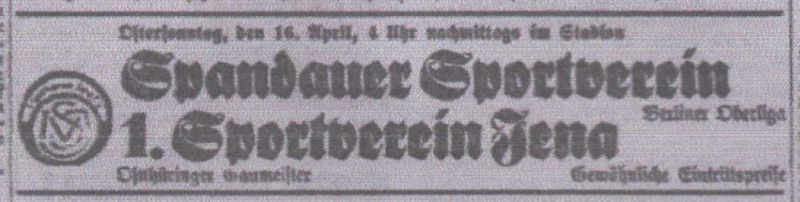 Ostersonntag, den 16. April, 4 Uhr nachmittags im Stadion
Spandauer Sportverein
Berliner Oberliga
1. Sportverein Jena
Ostthüringer Gaumeister
Gewöhnliche Eintrittspreise